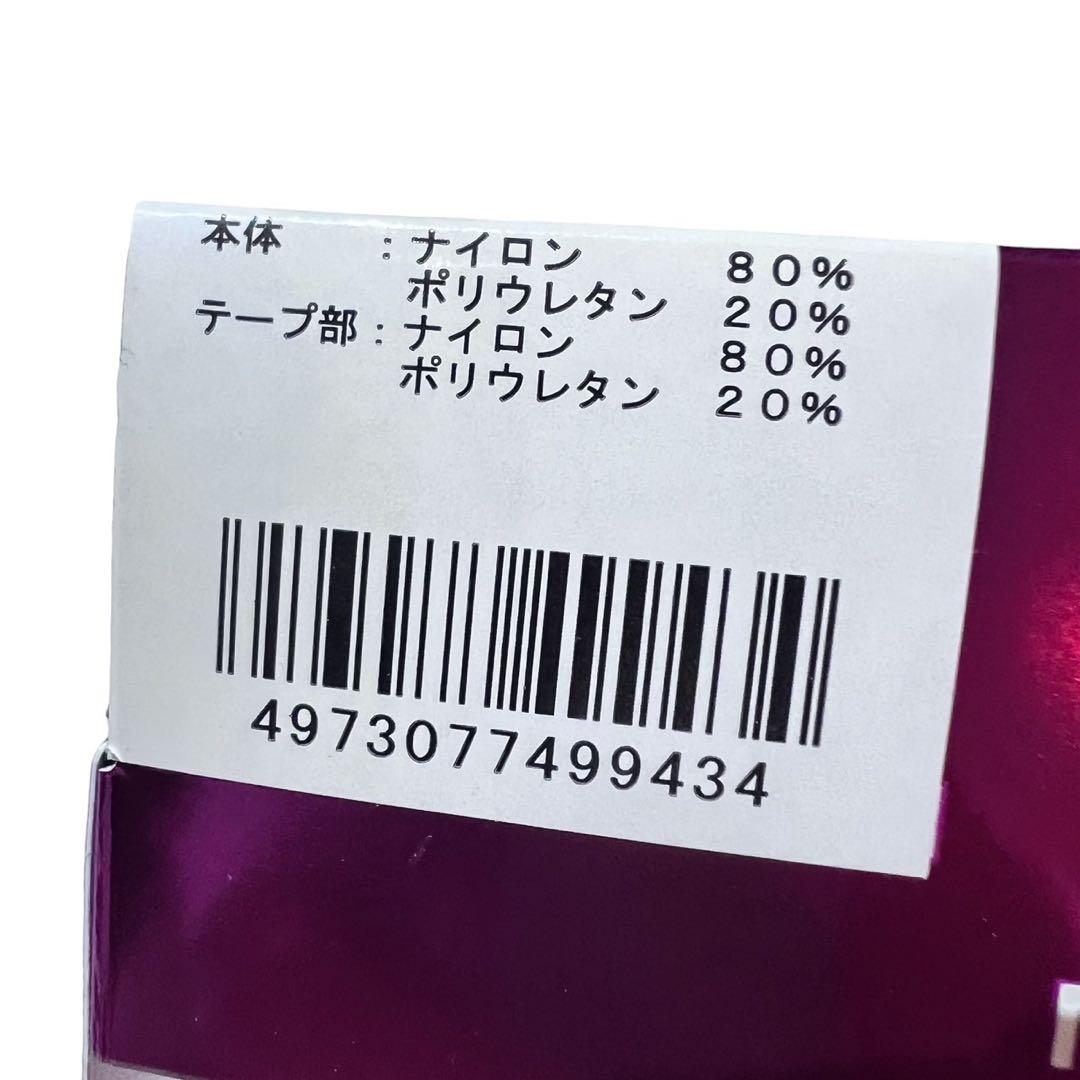 本体 :ナイロン 80%
ポリウレタン 20%
テープ部:ナイロン 80%
ポリウレタン 20%
4973077499434